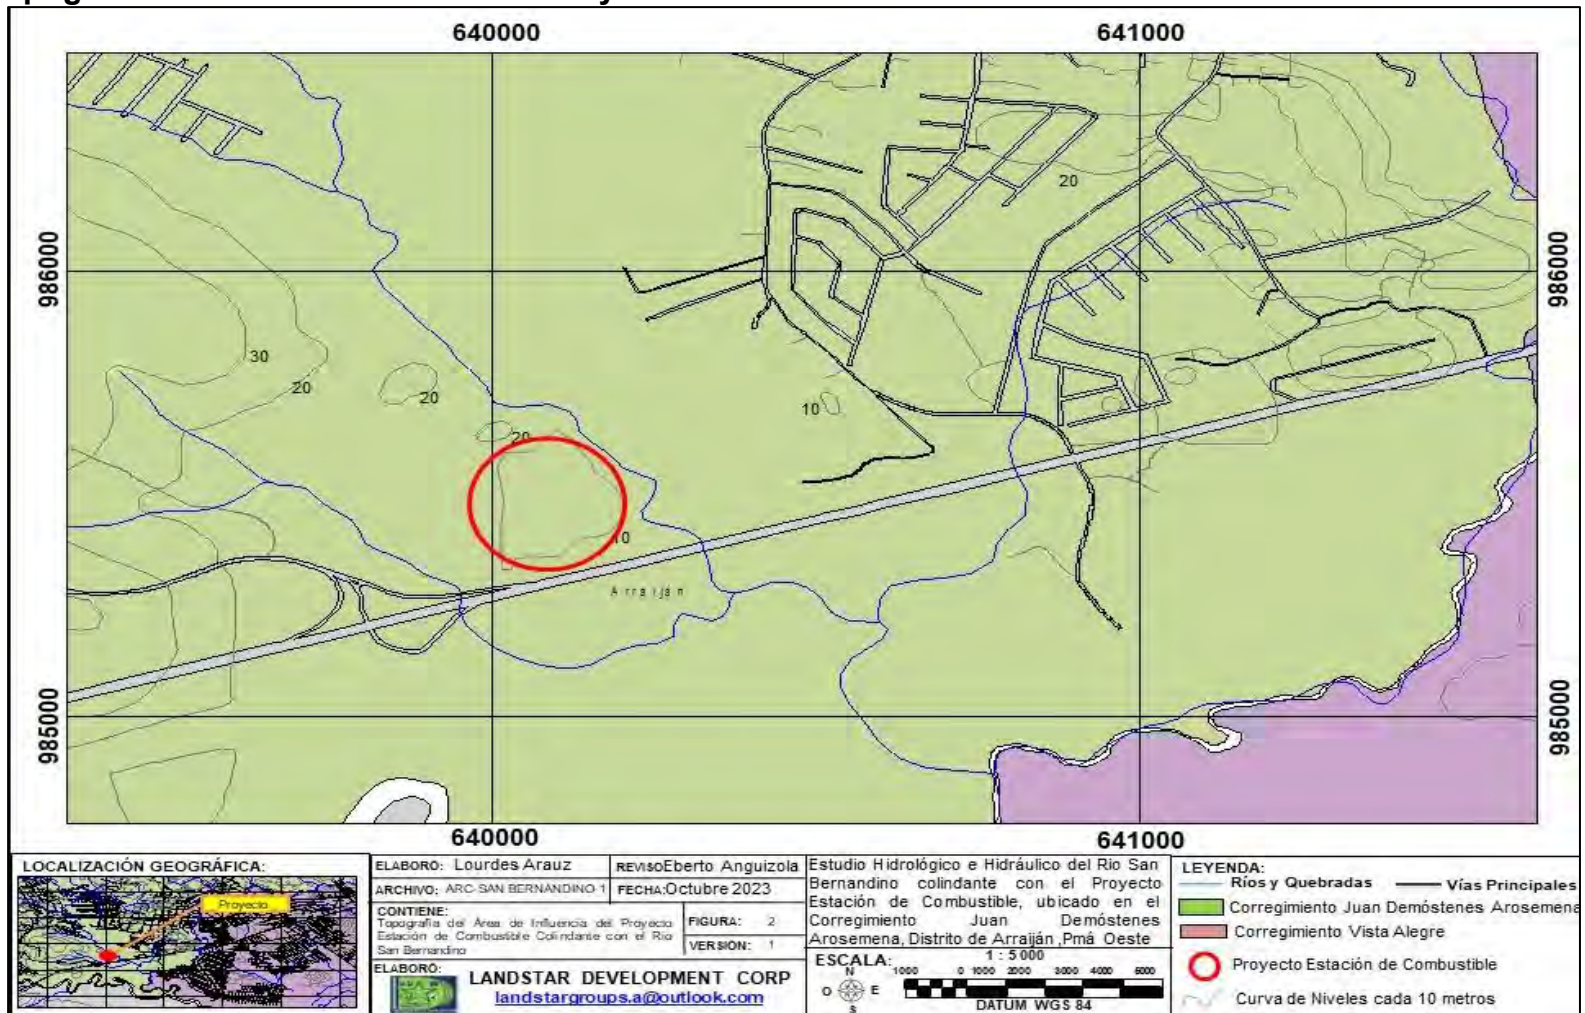 640000 641000
986000 986000
20
30
20
20
10
20
10
Arraiján
985000 985000
640000 641000
LOCALIZACIÓN GEOGRÁFICA:
Proyecto
ELABORÓ: Lourdes Arauz
REVISOEberto Anguizola
ARCHIVO: ARC-SAN BERNANDINO 1
FECHA:Octubre 2023
CONTIENE:
Topografía del Área de Influencia del Proyecto
Estación de Combustible Colindante con el Rio
San Bernandino
FIGURA: 2
VERSIÓN: 1
ELABORÓ:
LANDSTAR DEVELOPMENT CORP
landstargroups.a@outlook.com
Estudio Hidrológico e Hidráulico del Rio San
Bernandino colindante con el Proyecto
Estación de Combustible, ubicado en el
Corregimiento Juan Demóstenes
Arosemena, Distrito de Arraiján ,Pmá Oeste
ESCALA: 1 : 5 000
N
O E
S
1000 0 1000 2000 3000 4000 6000
DATUM WGS 84
LEYENDA:
Ríos y Quebradas Vías Principales
Corregimiento Juan Demóstenes Arosemena
Corregimiento Vista Alegre
Proyecto Estación de Combustible
Curva de Niveles cada 10 metros